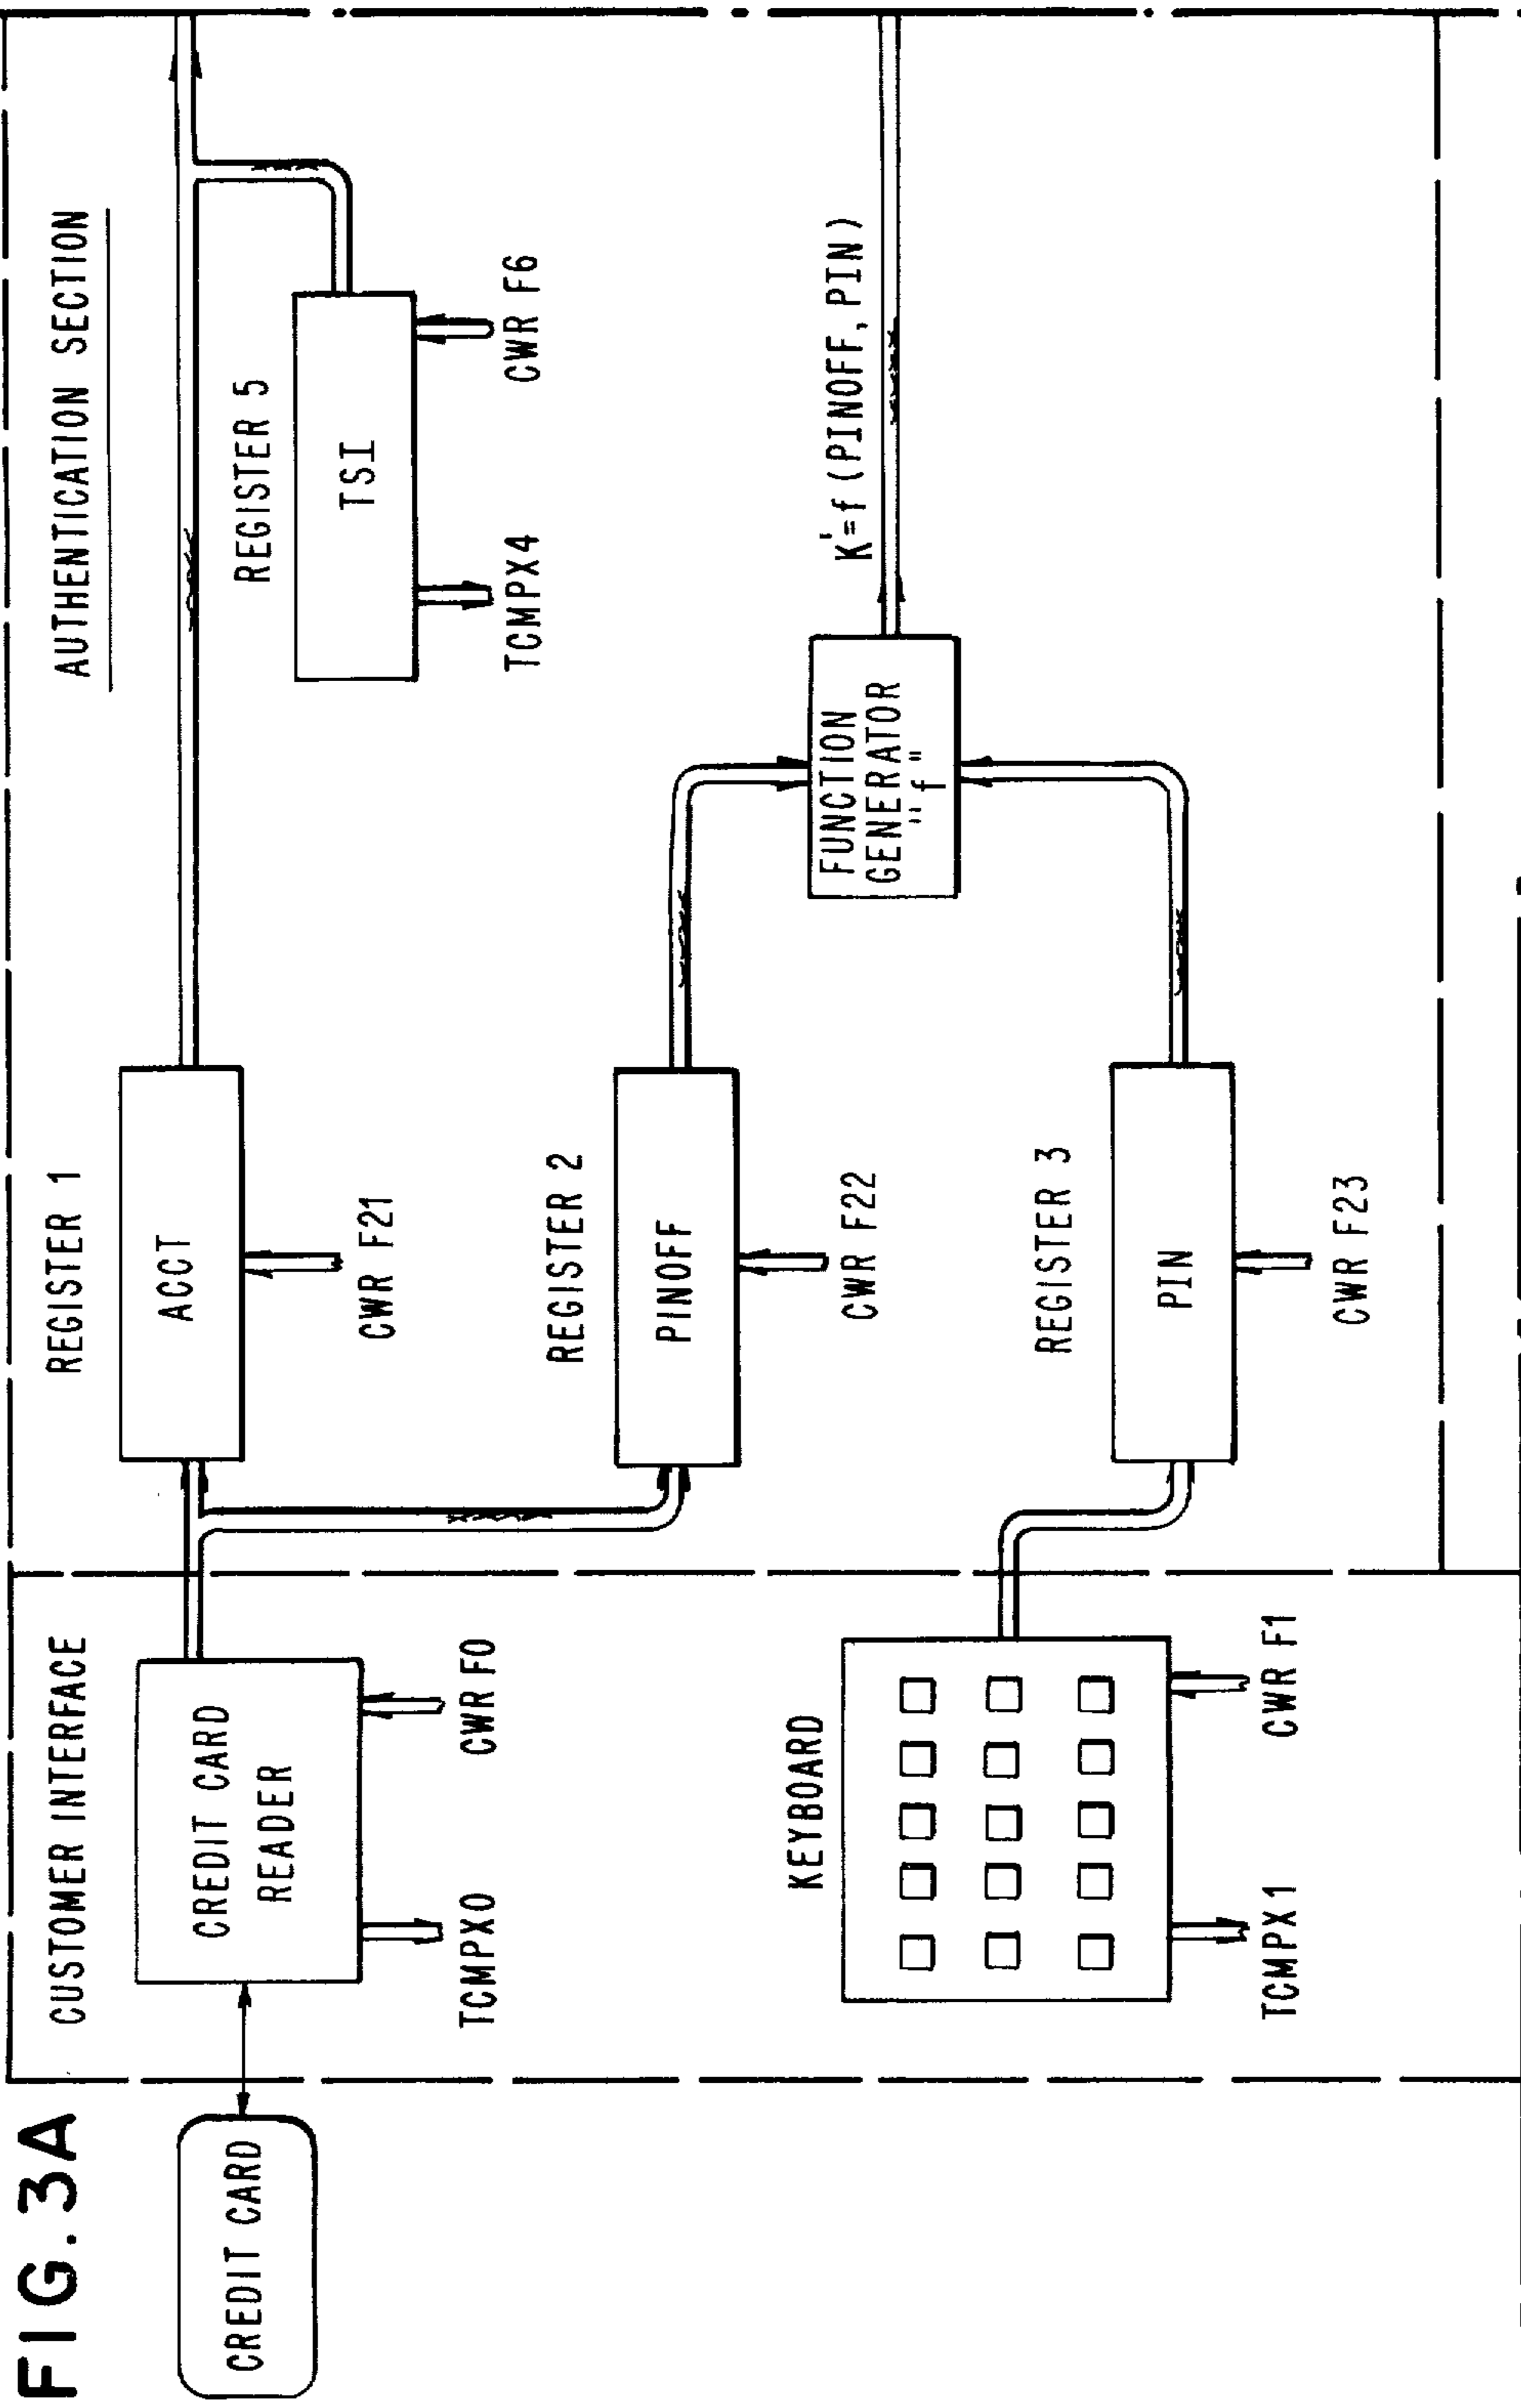 FIG.3A
CREDIT CARD
CUSTOMER INTERFACE
CREDIT CARD
READER
TCMPX0
CWR F0
KEYBOARD
TCMPX1
CWR F1
AUTHENTICATION SECTION
REGISTER 1
ACCT
CWR F21
REGISTER 2
PINOFF
CWR F22
REGISTER 3
PIN
CWR F23
REGISTER 5
TSI
TCMPX4
CWR F6
FUNCTION
GENERATOR
"f"
K'=f (PINOFF, PIN)